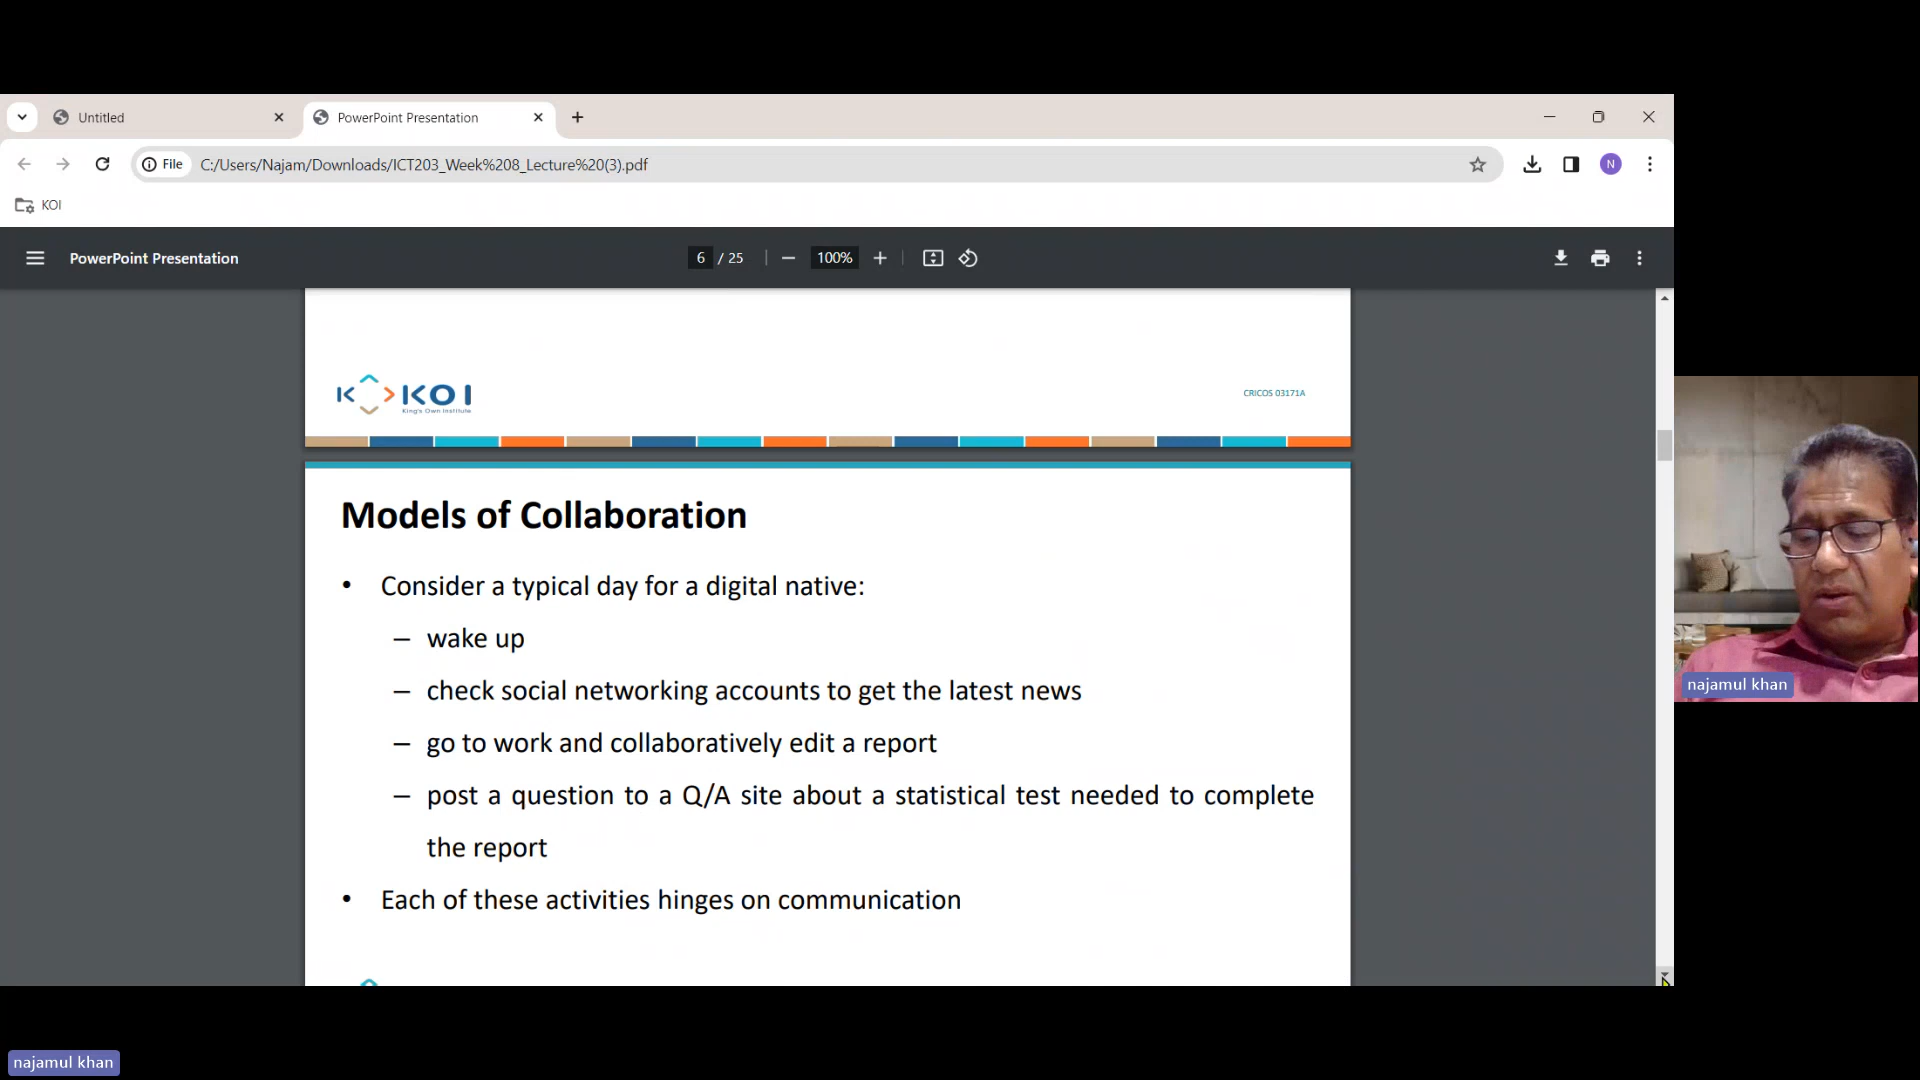 Untitled
PowerPoint Presentation
File
C:/Users/Najam/Downloads/ICT203_Week%208_Lecture%20(3).pdf
N
KOI
PowerPoint Presentation
6 / 25
100%
K KOI
King's Own Institute
CRICOS 03171A
Models of Collaboration
• Consider a typical day for a digital native:
– wake up
– check social networking accounts to get the latest news
– go to work and collaboratively edit a report
– post a question to a Q/A site about a statistical test needed to complete
the report
• Each of these activities hinges on communication
najamul khan
najamul khan